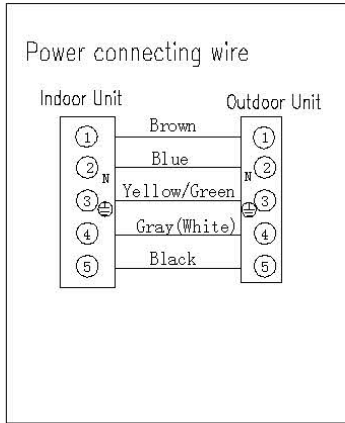 Power connecting wire
Indoor Unit Outdoor Unit
1 Brown 1
2 N Blue N 2
3 Yellow/Green 3
4 Gray(White) 4
5 Black 5